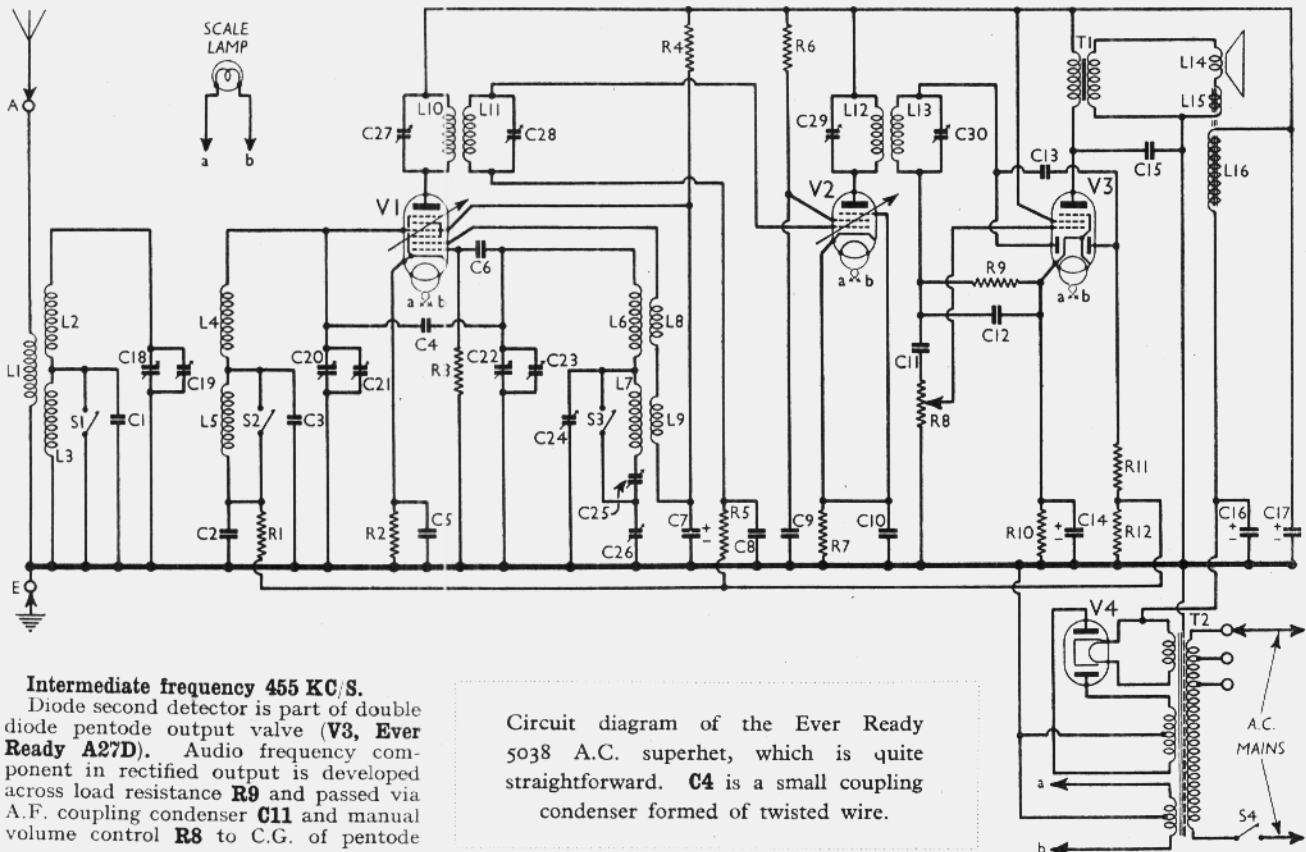 SCALE
LAMP
a b
A
R4
R6
T1
L14
L15
L10
L11
C27
C28
C29
L12
L13
C30
C13
V3
C15
L16
V1
V2
C6
a b
a b
a b
R9
C12
L2
L4
L6
L8
C4
C11
L1
C18
C19
C20
C21
R3
C22
C23
L7
R8
S1
C1
L5
S2
C3
C24
S3
L9
L3
R11
C25
C2
R1
R2
C5
C26
C7
+
−
R5
C8
C9
R7
C10
R10
+
−
C14
R12
C16
+
−
C17
+
−
E
V4
T2
A.C.
MAINS
a
S4
b
Intermediate frequency 455 KC/S.
Diode second detector is part of double
diode pentode output valve (V3, Ever
Ready A27D). Audio frequency com-
ponent in rectified output is developed
across load resistance R9 and passed via
A.F. coupling condenser C11 and manual
volume control R8 to C.G. of pentode
Circuit diagram of the Ever Ready
5038 A.C. superhet, which is quite
straightforward. C4 is a small coupling
condenser formed of twisted wire.